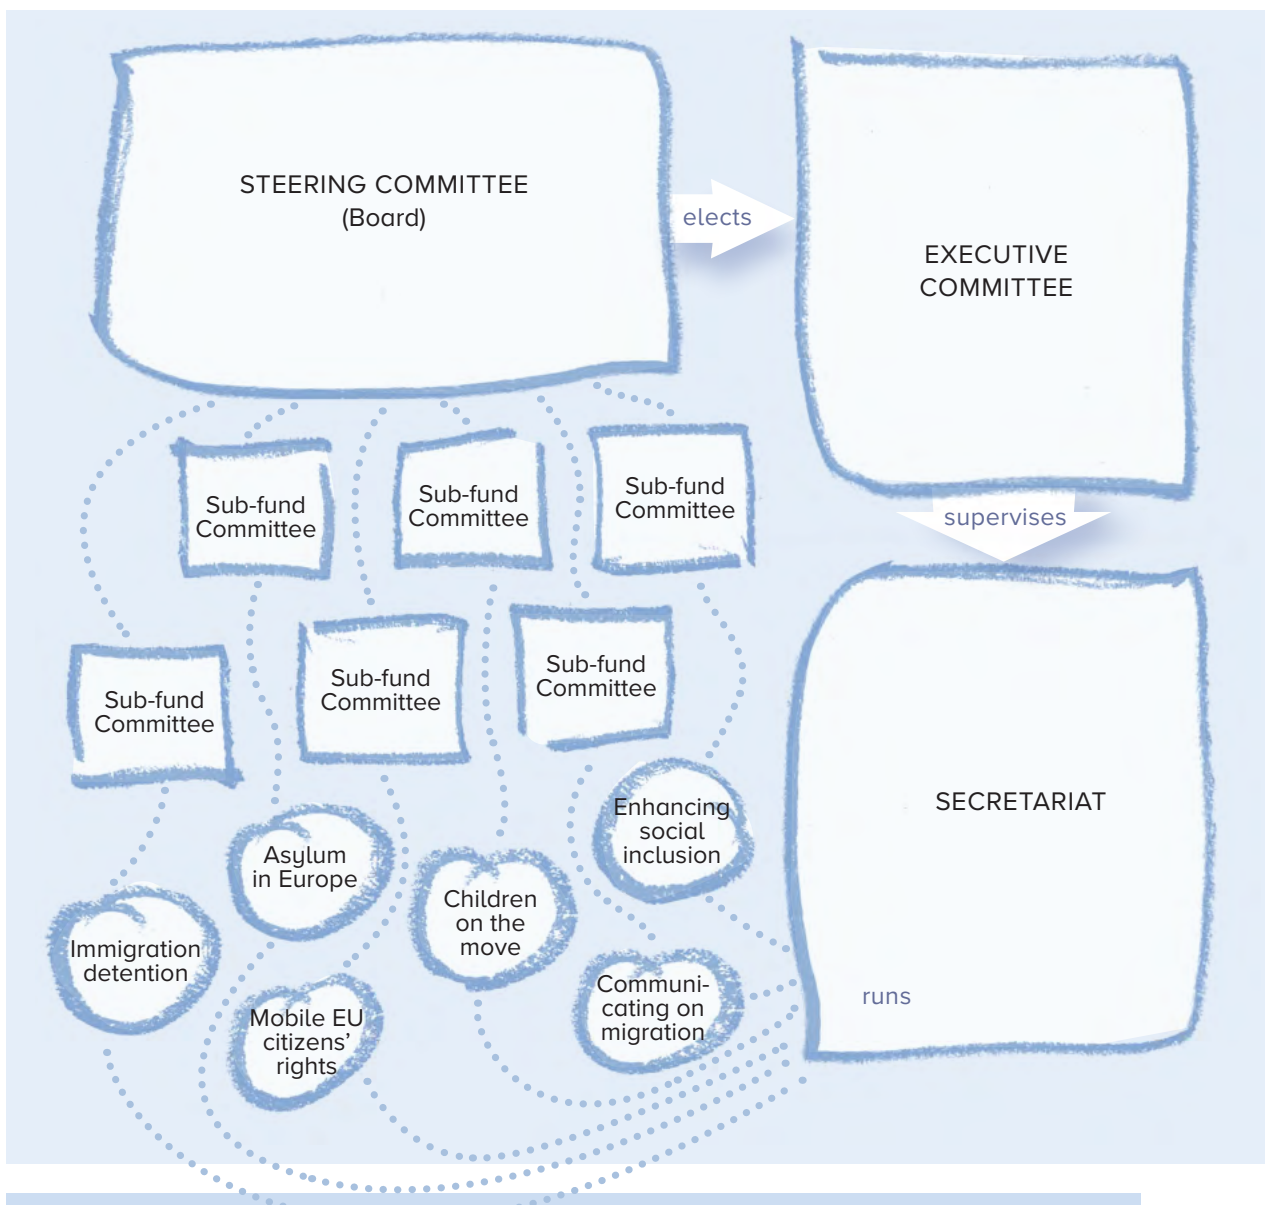 STEERING COMMITTEE
(Board)
elects
EXECUTIVE
COMMITTEE
supervises
Sub-fund
Committee
Sub-fund
Committee
Sub-fund
Committee
Sub-fund
Committee
Sub-fund
Committee
Sub-fund
Committee
SECRETARIAT
runs
Enhancing
social
inclusion
Asylum
in Europe
Children
on the
move
Immigration
detention
Communi-
cating on
migration
Mobile EU
citizens’
rights